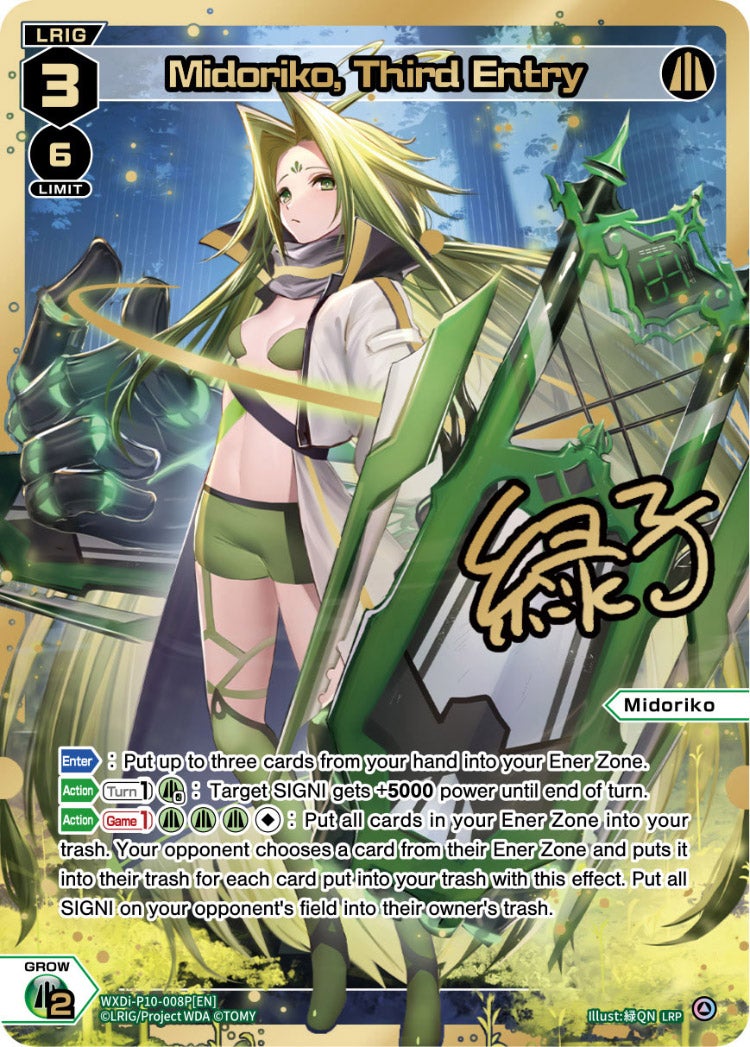 LRIG
3
Midoriko, Third Entry
6
LIMIT
緑子
Midoriko
Enter : Put up to three cards from your hand into your Ener Zone.
Action Turn 1 0 : Target SIGNI gets +5000 power until end of turn.
Action Game 1 : Put all cards in your Ener Zone into your
trash. Your opponent chooses a card from their Ener Zone and puts it
into their trash for each card put into your trash with this effect. Put all
SIGNI on your opponent's field into their owner's trash.
GROW
2
WXDi-P10-008P[EN]
©LRIG/Project WDA ©TOMY
Illust:緑QN LRP